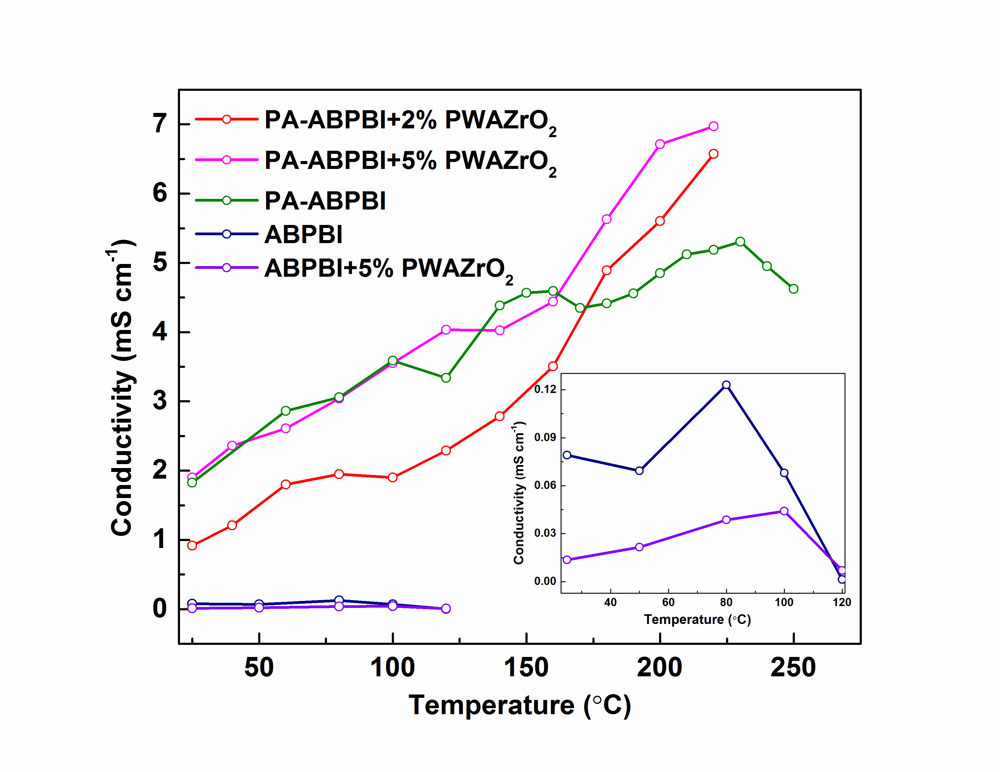 PA-ABPBI+2% PWAZrO₂
PA-ABPBI+5% PWAZrO₂
PA-ABPBI
ABPBI
ABPBI+5% PWAZrO₂
Conductivity (mS cm⁻¹)
7
6
5
4
3
2
1
0
50 100 150 200 250
Temperature (°C)
Conductivity (mS cm⁻¹)
0.12
0.09
0.06
0.03
0.00
40 60 80 100 120
Temperature (°C)